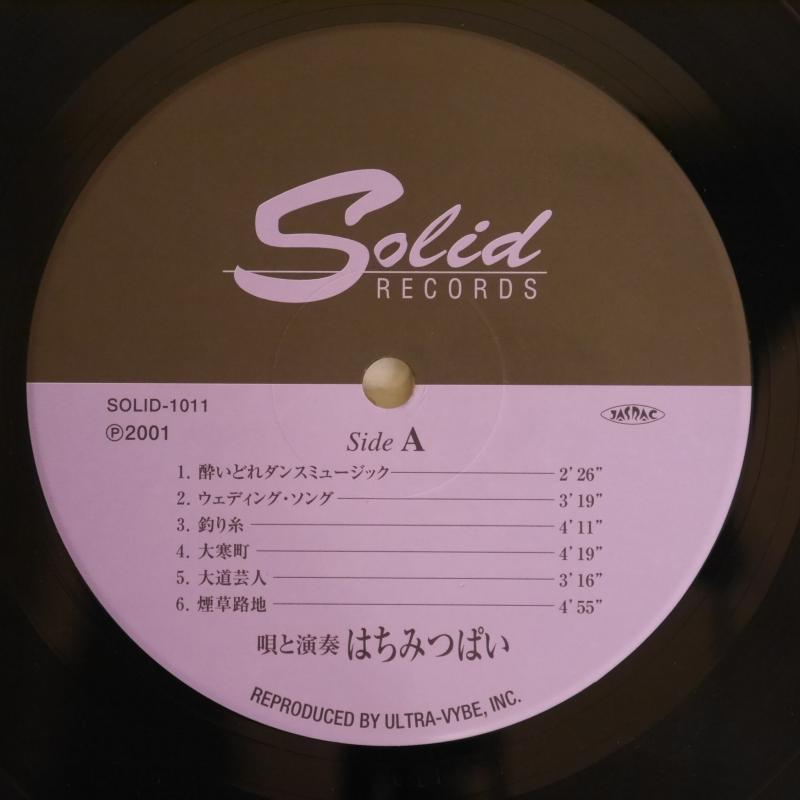 Solid
RECORDS
SOLID-1011
JASRAC
℗2001
Side A
1. 酔いどれダンスミュージック 2'26"
2. ウェディング・ソング 3'19"
3. 釣り糸 4'11"
4. 大寒町 4'19"
5. 大道芸人 3'16"
6. 煙草路地 4'55"
唄と演奏 はちみつぱい
REPRODUCED BY ULTRA-VYBE, INC.